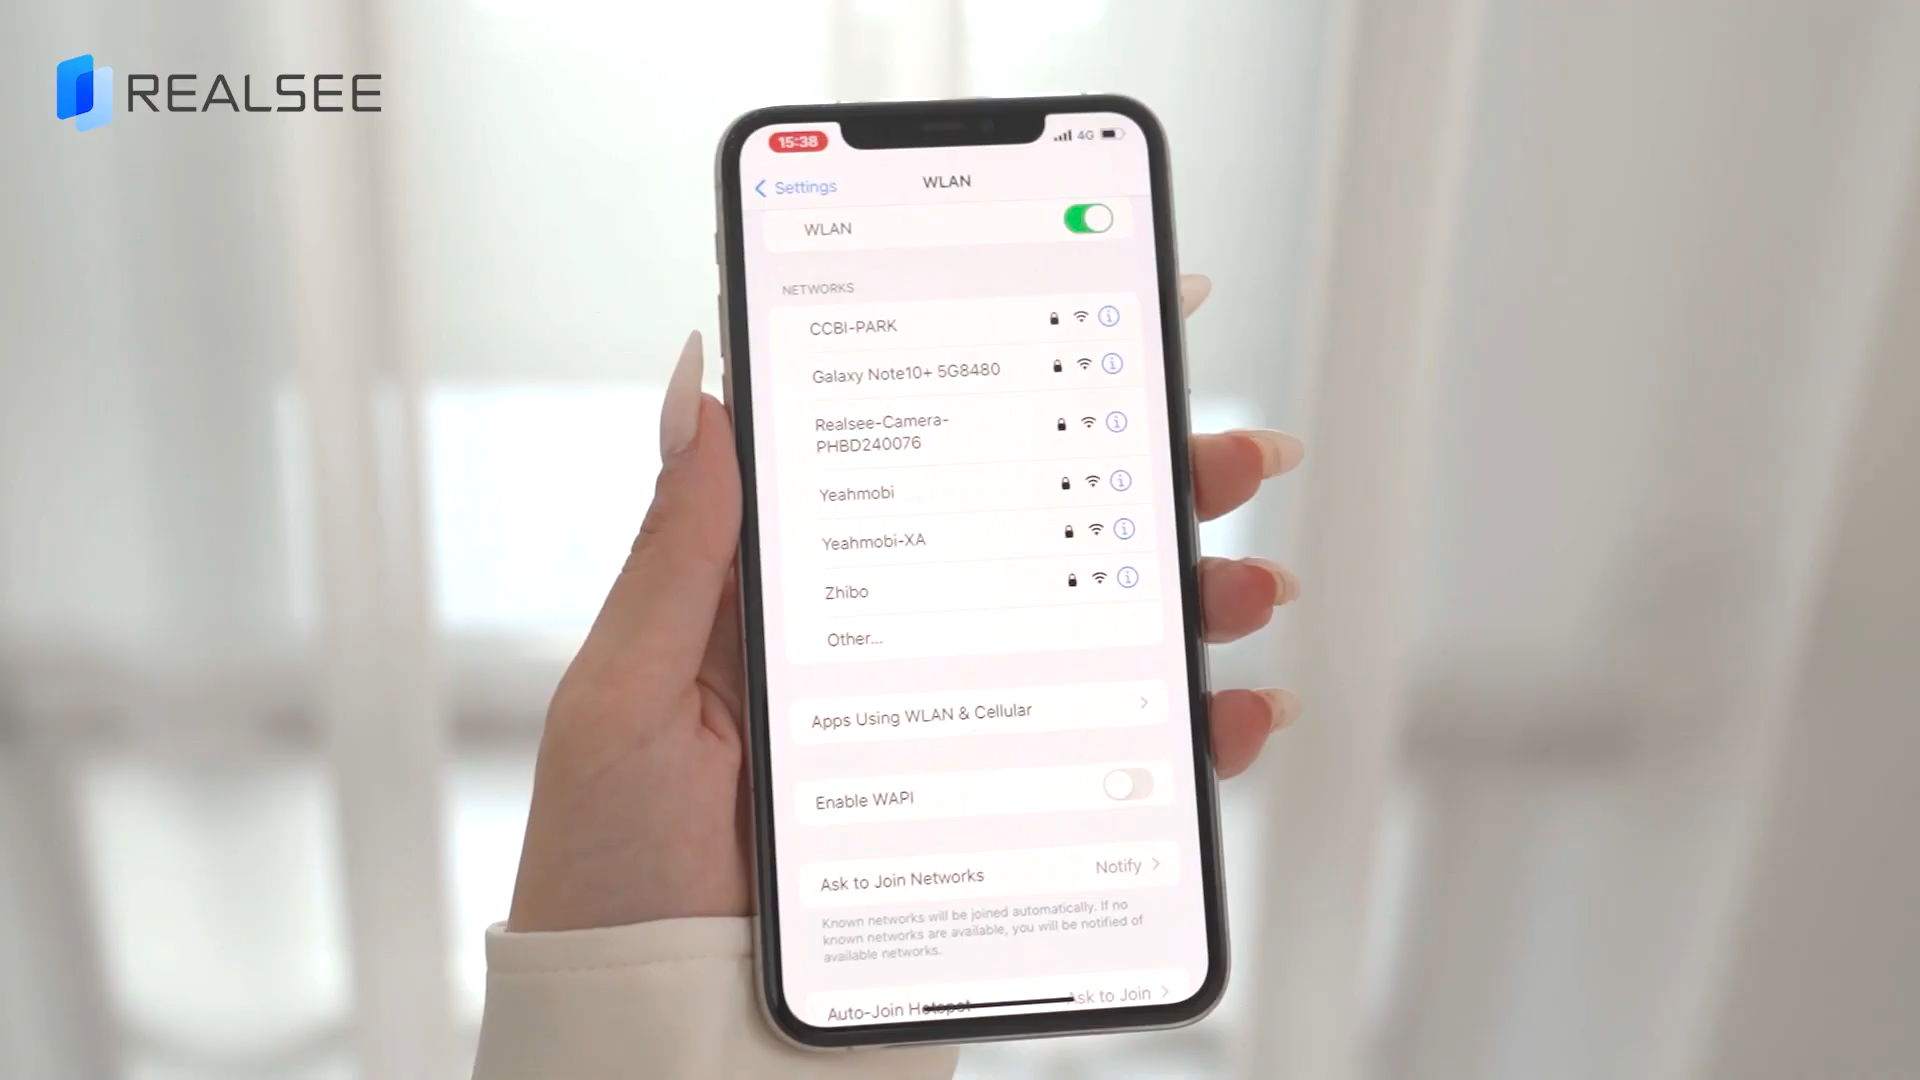 REALSEE
15:38
4G
Settings
WLAN
WLAN
NETWORKS
CCBI-PARK
Galaxy Note10+ 5G8480
Realsee-Camera-
PHBD240076
Yeahmobi
Yeahmobi-XA
Zhibo
Other...
Apps Using WLAN & Cellular
Enable WAPI
Ask to Join Networks Notify
Known networks will be joined automatically. If no
known networks are available, you will be notified of
available networks.
Auto-Join Hotspot Ask to Join